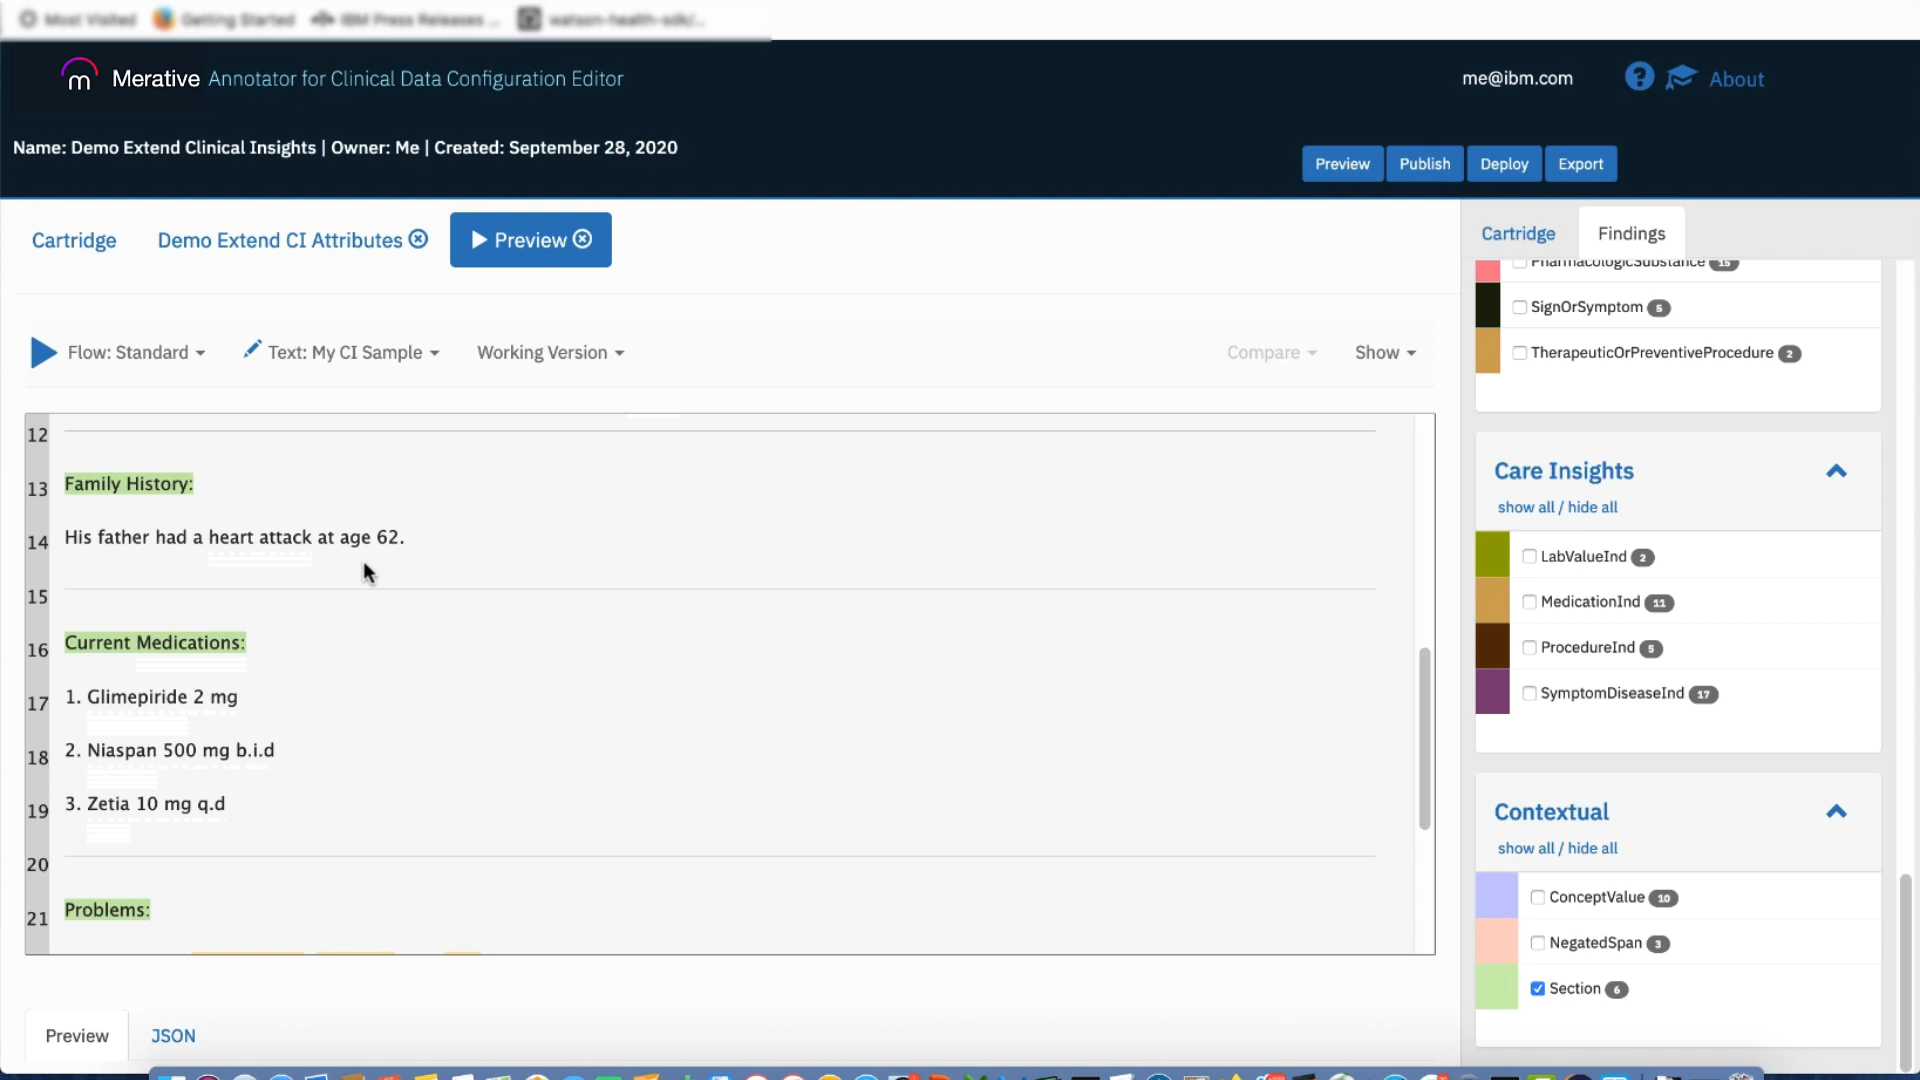 Most Visited Getting Started IBM Press Releases ... watson-health-sdk/...
m Merative Annotator for Clinical Data Configuration Editor
me@ibm.com ? About
Name: Demo Extend Clinical Insights | Owner: Me | Created: September 28, 2020
Preview Publish Deploy Export
Cartridge Demo Extend CI Attributes Preview
Cartridge Findings
Flow: Standard Text: My CI Sample Working Version Compare Show
12
13 Family History:
14 His father had a heart attack at age 62.
15
16 Current Medications:
17 1. Glimepiride 2 mg
18 2. Niaspan 500 mg b.i.d
19 3. Zetia 10 mg q.d
20
21 Problems:
Preview JSON
PharmacologicSubstance 15
SignOrSymptom 5
TherapeuticOrPreventiveProcedure 2
Care Insights
show all / hide all
LabValueInd 2
MedicationInd 11
ProcedureInd 5
SymptomDiseaseInd 17
Contextual
show all / hide all
ConceptValue 10
NegatedSpan 3
Section 6